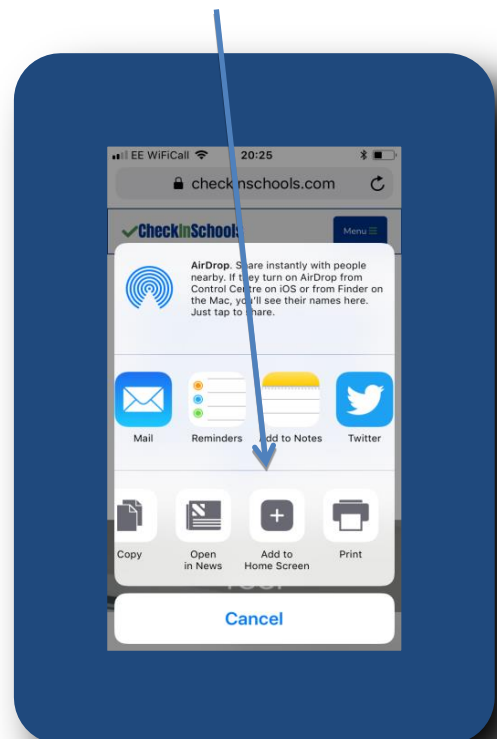 EE WiFiCall 20:25
checkinschools.com
CheckInSchools Menu
AirDrop. Share instantly with people
nearby. If they turn on AirDrop from
Control Centre on iOS or from Finder on
the Mac, you'll see their names here.
Just tap to share.
Mail Reminders Add to Notes Twitter
Copy Open in News Add to Home Screen Print
Cancel